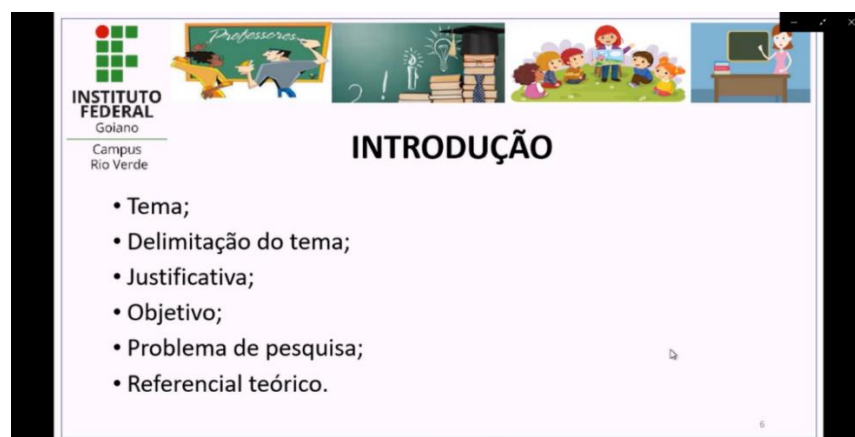 Professores
INSTITUTO
FEDERAL
Goiano
Campus
Rio Verde
INTRODUÇÃO
• Tema;
• Delimitação do tema;
• Justificativa;
• Objetivo;
• Problema de pesquisa;
• Referencial teórico.
6